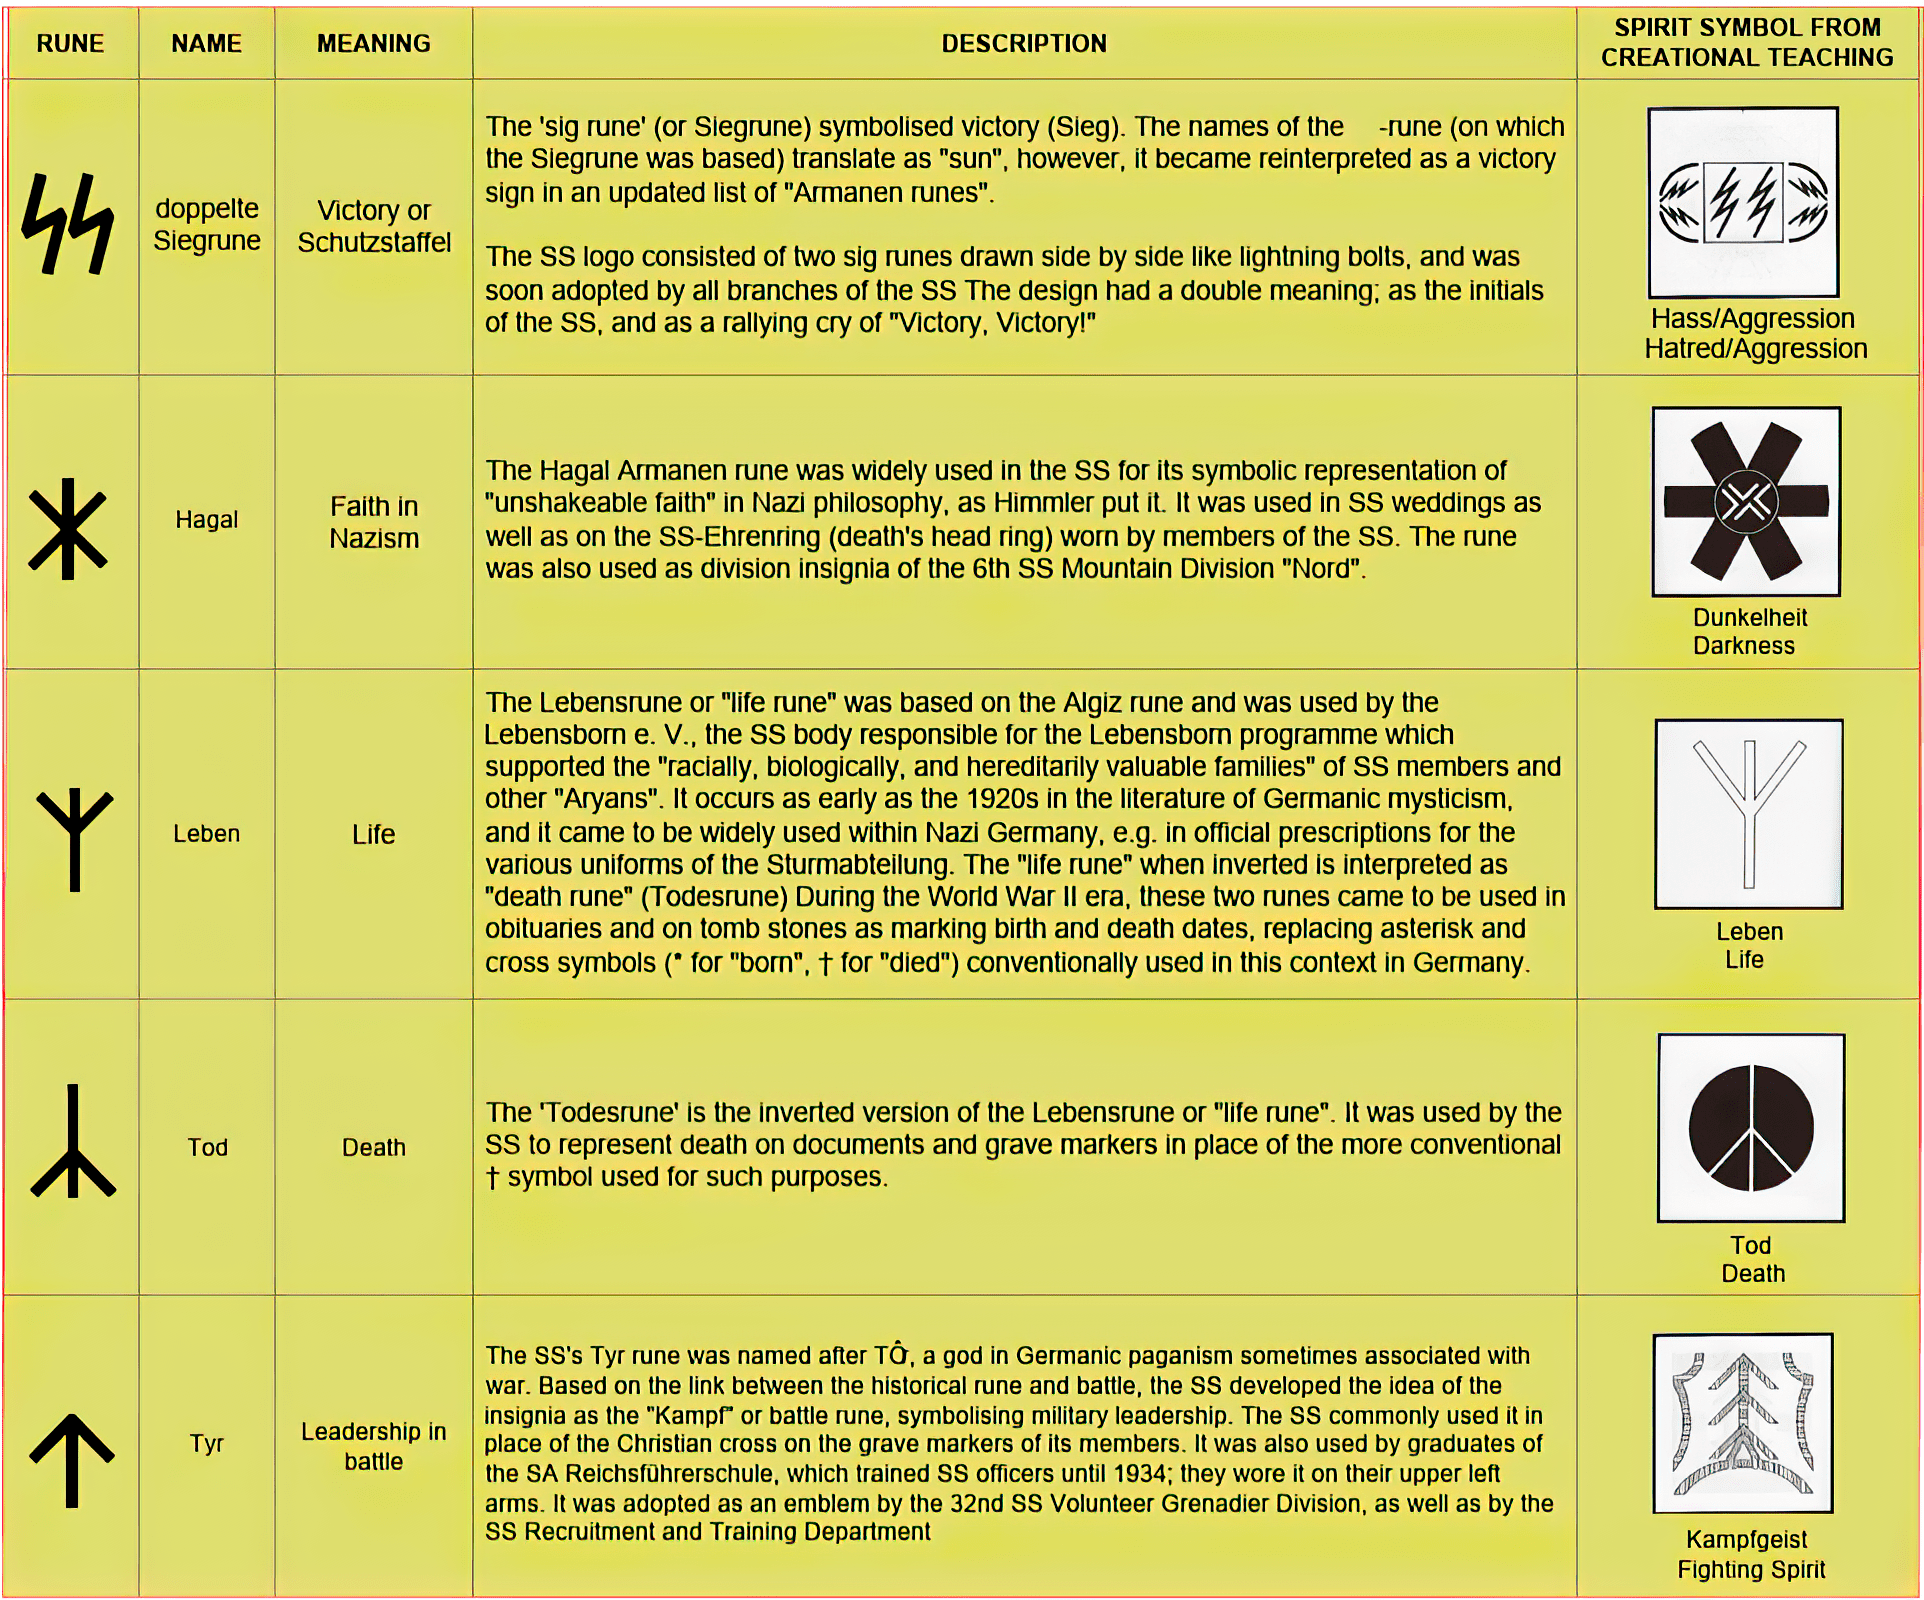 RUNE
NAME
MEANING
DESCRIPTION
SPIRIT SYMBOL FROM
CREATIONAL TEACHING
doppelte
Siegrune
Victory or
Schutzstaffel
The 'sig rune' (or Siegrune) symbolised victory (Sieg). The names of the -rune (on which
the Siegrune was based) translate as "sun", however, it became reinterpreted as a victory
sign in an updated list of "Armanen runes".
The SS logo consisted of two sig runes drawn side by side like lightning bolts, and was
soon adopted by all branches of the SS The design had a double meaning; as the initials
of the SS, and as a rallying cry of "Victory, Victory!"
Hass/Aggression
Hatred/Aggression
Hagal
Faith in
Nazism
The Hagal Armanen rune was widely used in the SS for its symbolic representation of
"unshakeable faith" in Nazi philosophy, as Himmler put it. It was used in SS weddings as
well as on the SS-Ehrenring (death's head ring) worn by members of the SS. The rune
was also used as division insignia of the 6th SS Mountain Division "Nord".
Dunkelheit
Darkness
Leben
Life
The Lebensrune or "life rune" was based on the Algiz rune and was used by the
Lebensborn e. V., the SS body responsible for the Lebensborn programme which
supported the "racially, biologically, and hereditarily valuable families" of SS members and
other "Aryans". It occurs as early as the 1920s in the literature of Germanic mysticism,
and it came to be widely used within Nazi Germany, e.g. in official prescriptions for the
various uniforms of the Sturmabteilung. The "life rune" when inverted is interpreted as
"death rune" (Todesrune) During the World War II era, these two runes came to be used in
obituaries and on tomb stones as marking birth and death dates, replacing asterisk and
cross symbols (* for "born", † for "died") conventionally used in this context in Germany.
Leben
Life
Tod
Death
The 'Todesrune' is the inverted version of the Lebensrune or "life rune". It was used by the
SS to represent death on documents and grave markers in place of the more conventional
† symbol used for such purposes.
Tod
Death
Tyr
Leadership in
battle
The SS's Tyr rune was named after , a god in Germanic paganism sometimes associated with
war. Based on the link between the historical rune and battle, the SS developed the idea of the
insignia as the "Kampf" or battle rune, symbolising military leadership. The SS commonly used it in
place of the Christian cross on the grave markers of its members. It was also used by graduates of
the SA Reichsführerschule, which trained SS officers until 1934; they wore it on their upper left
arms. It was adopted as an emblem by the 32nd SS Volunteer Grenadier Division, as well as by the
SS Recruitment and Training Department
Kampfgeist
Fighting Spirit